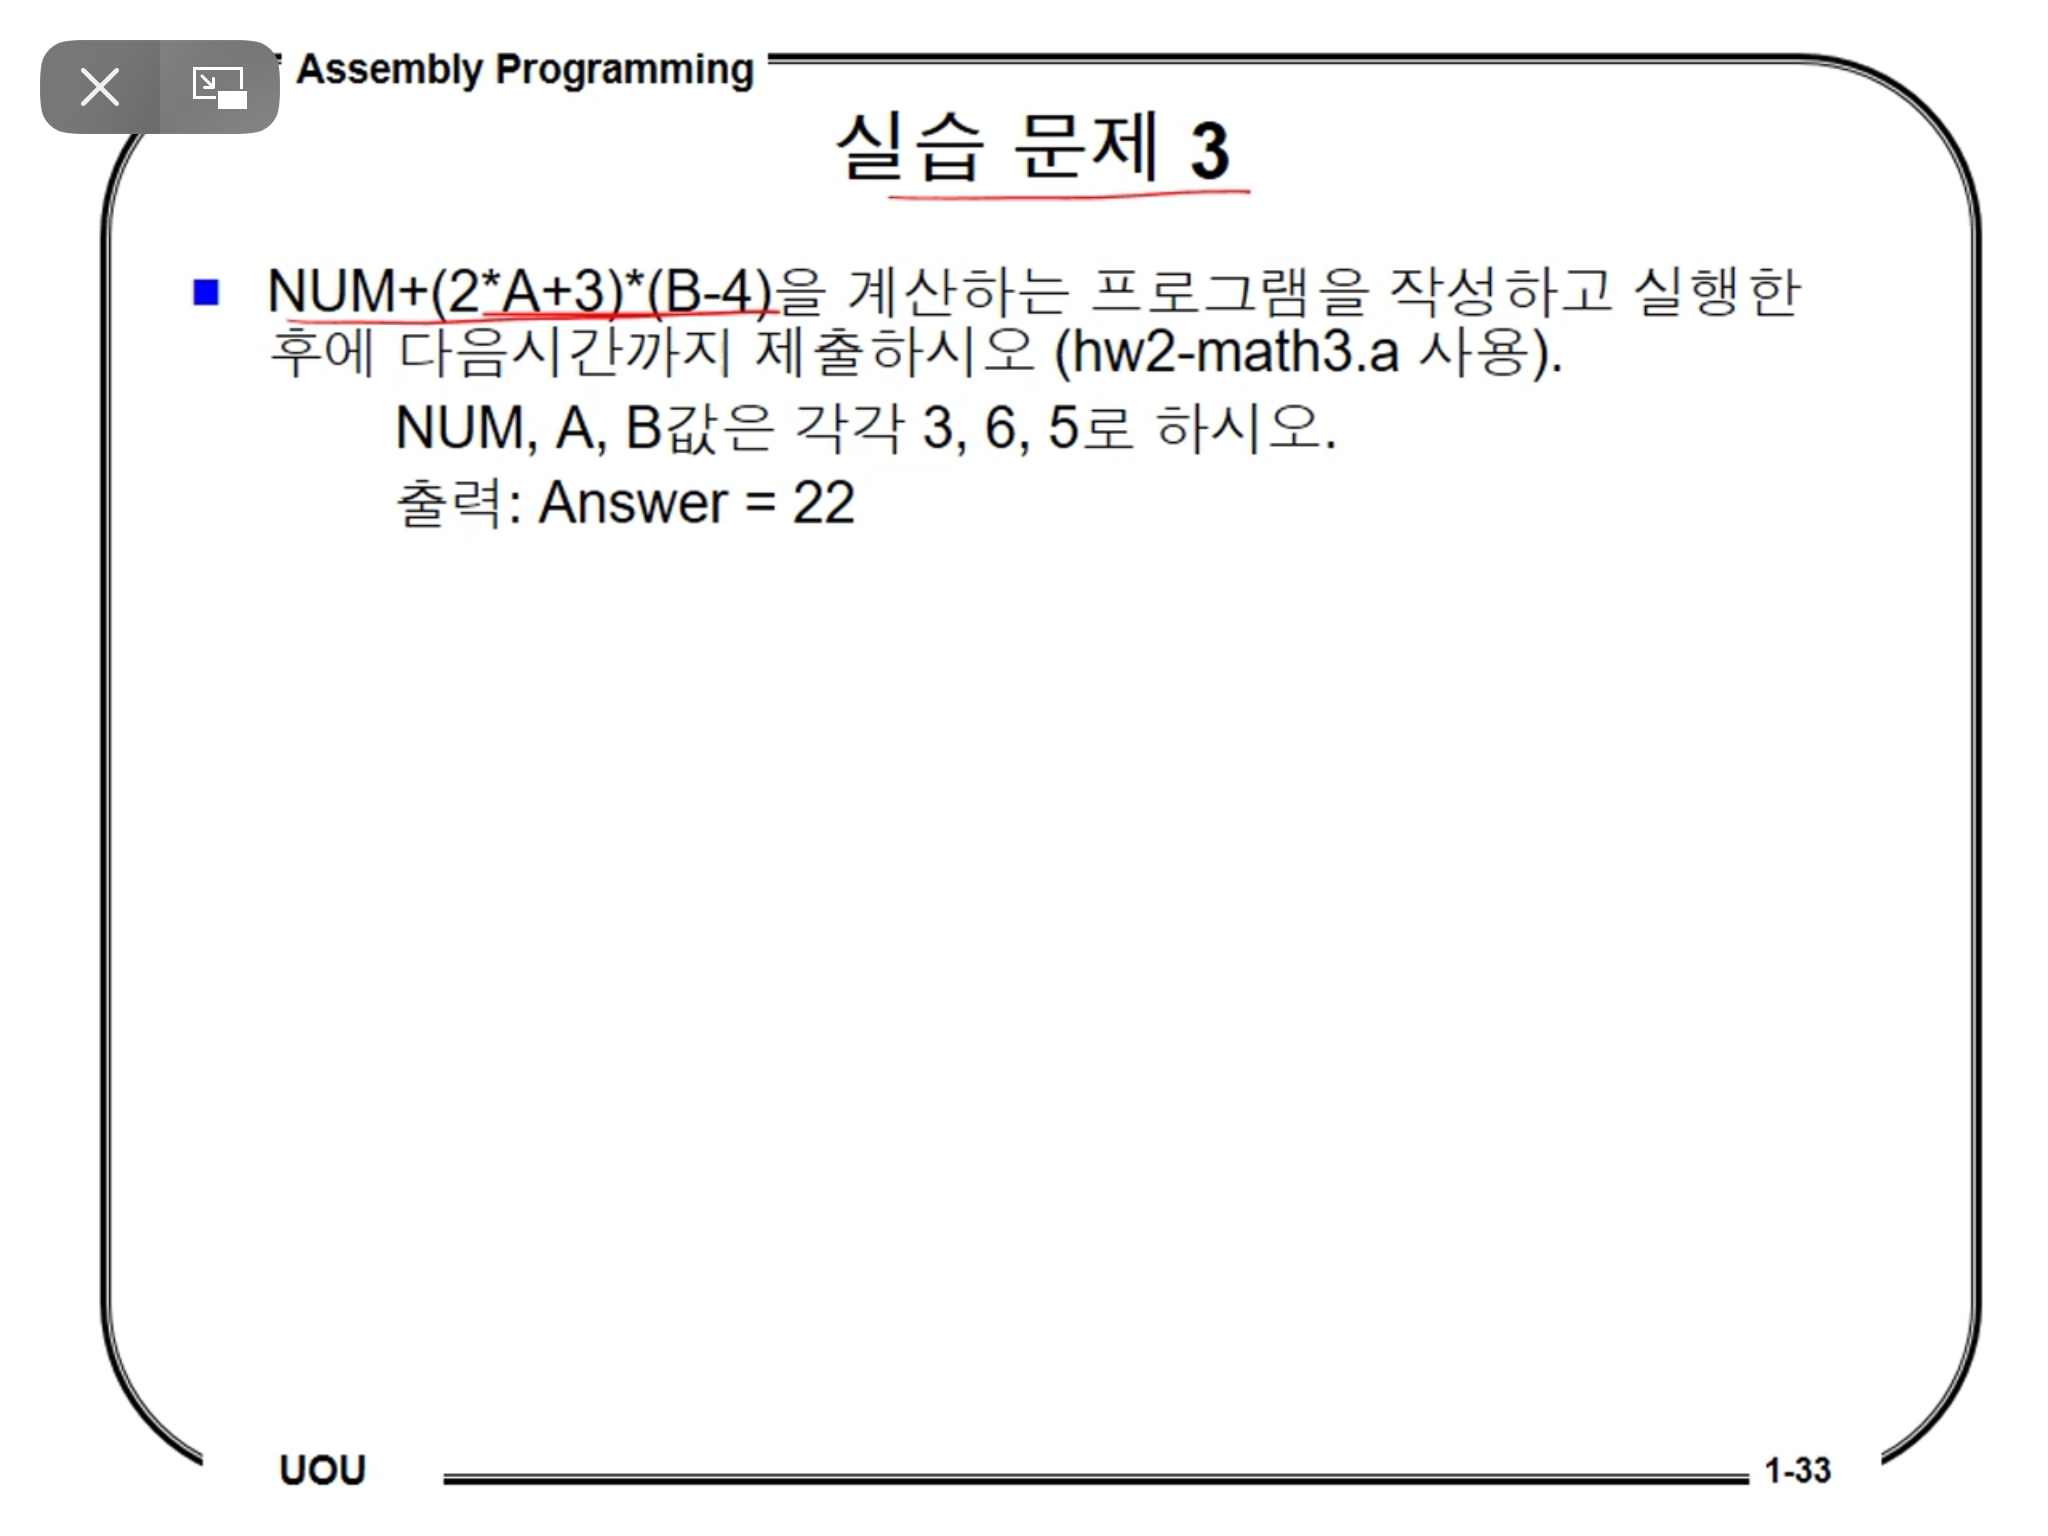 Assembly Programming
실습 문제 3
NUM+(2*A+3)*(B-4)을 계산하는 프로그램을 작성하고 실행한
후에 다음시간까지 제출하시오 (hw2-math3.a 사용).
NUM, A, B값은 각각 3, 6, 5로 하시오.
출력: Answer = 22
UOU
1-33